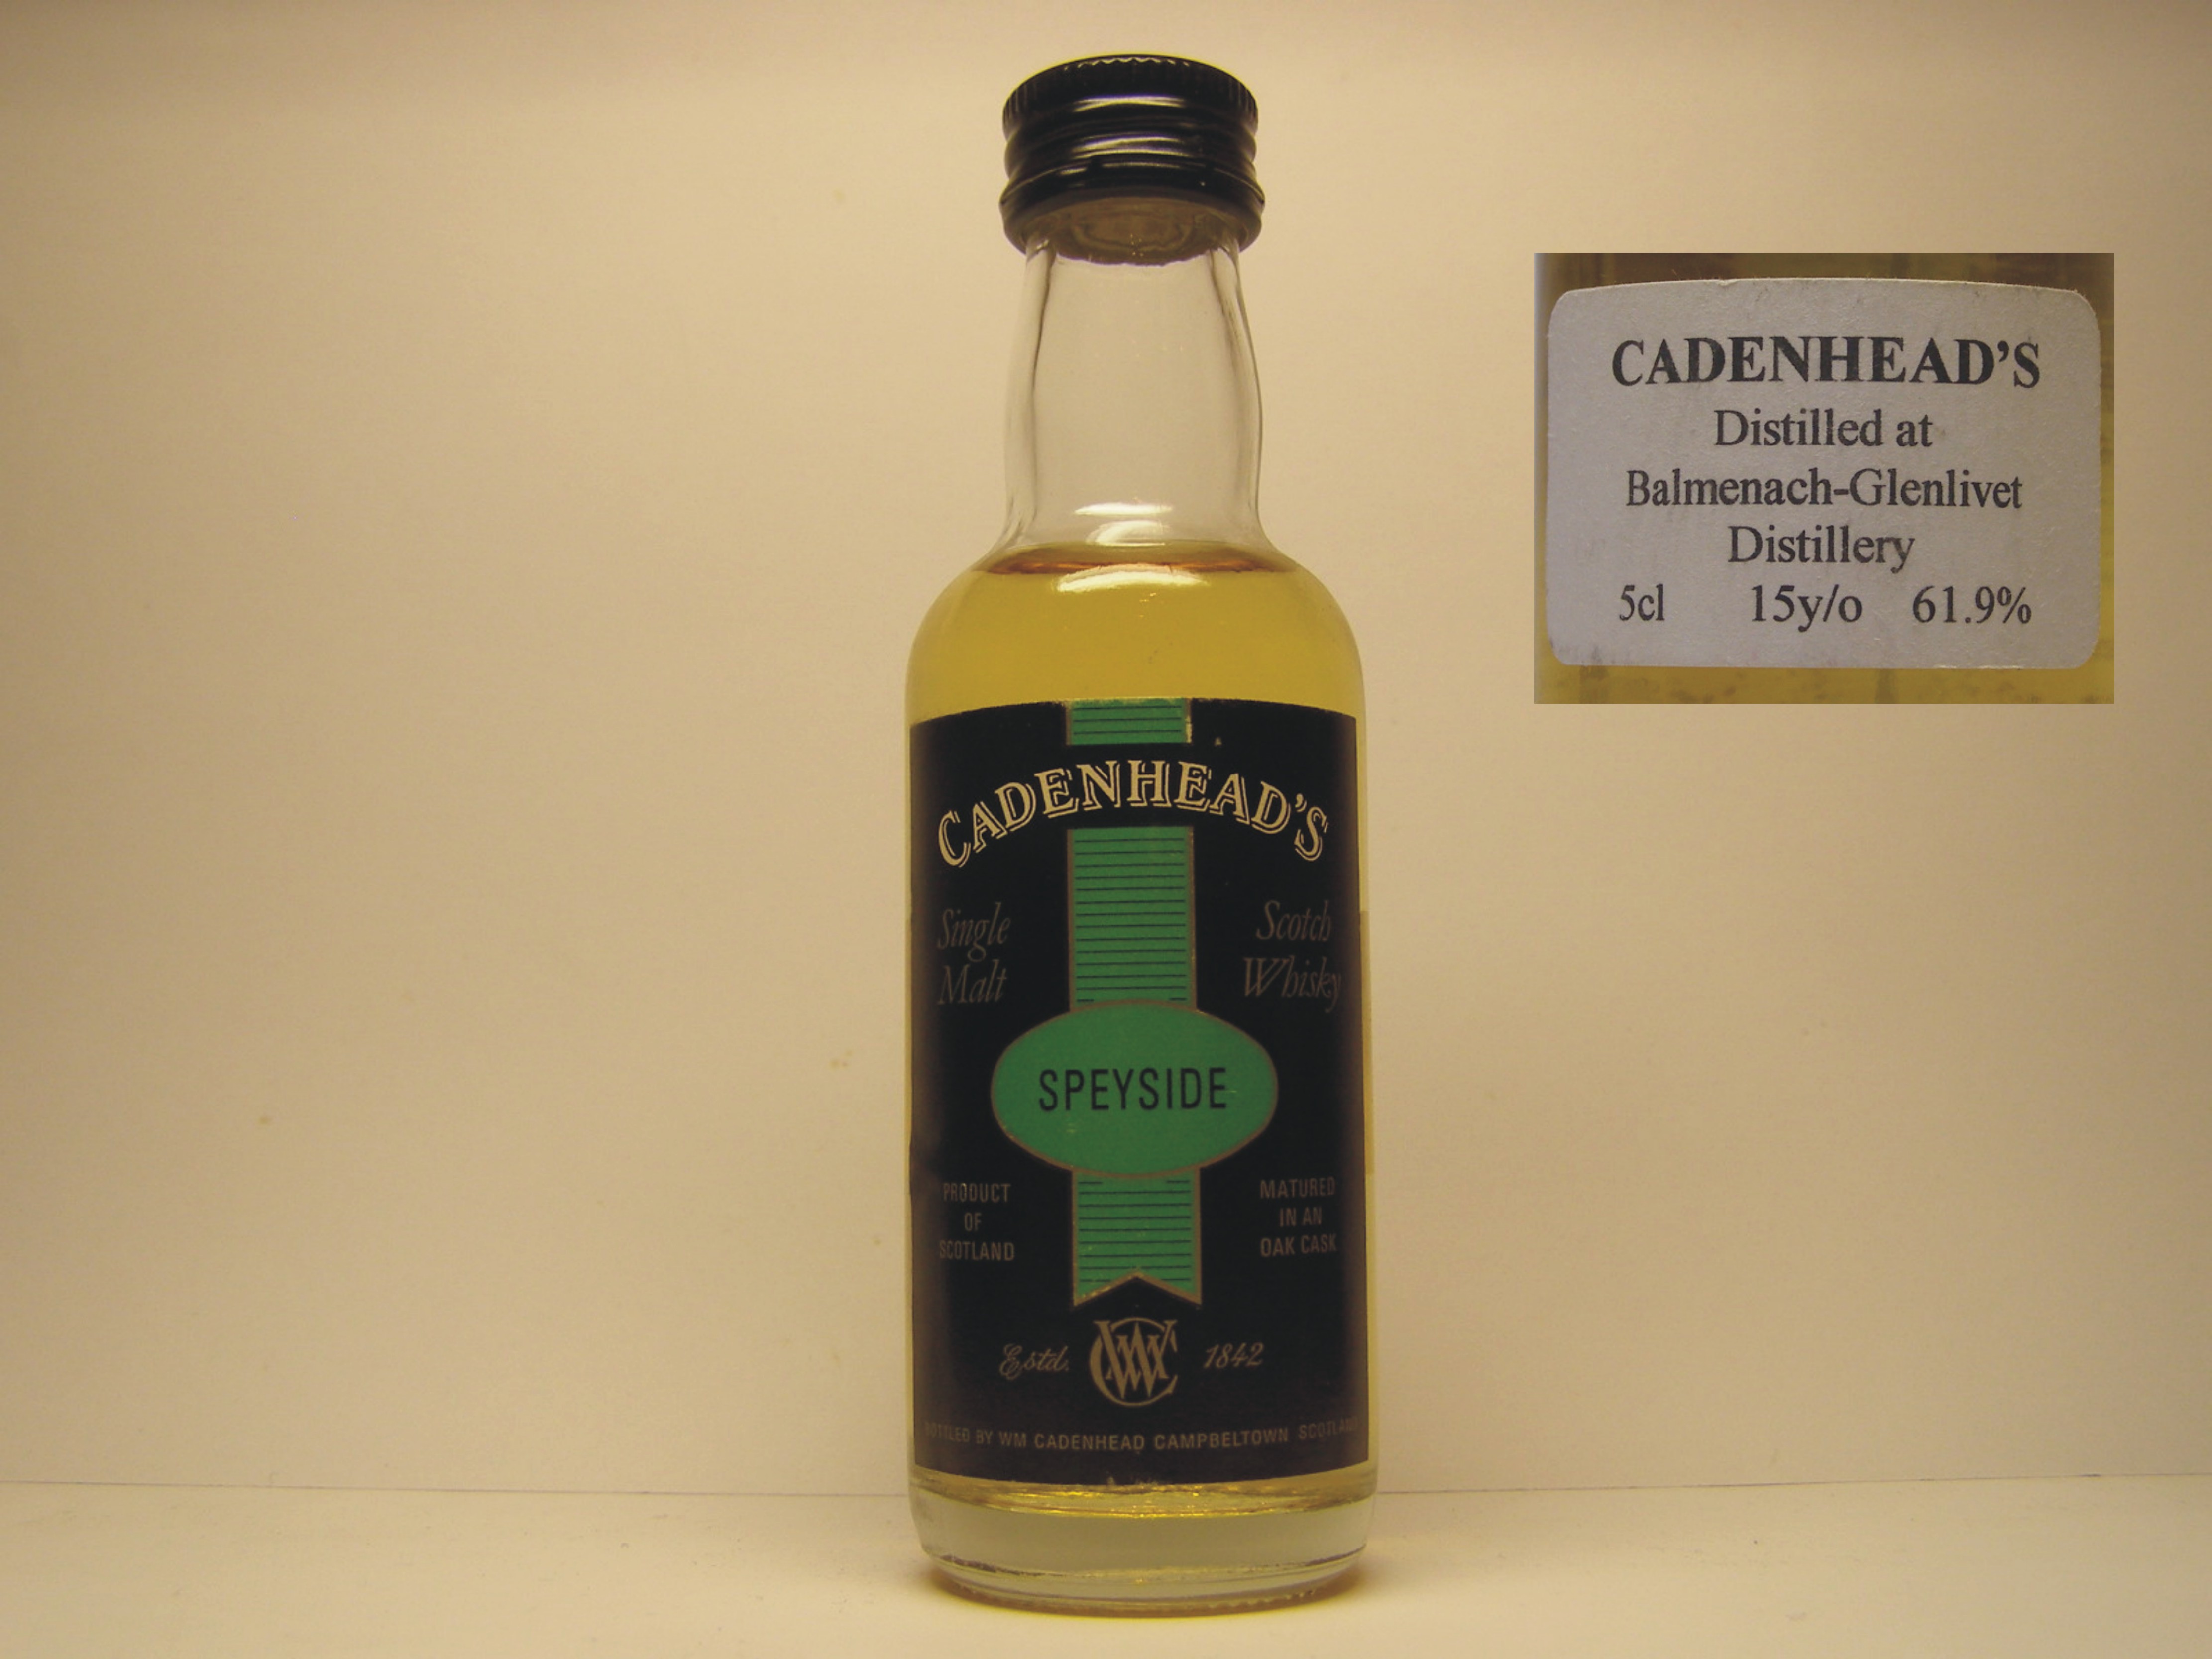 CADENHEAD'S
Single
Malt
Scotch
Whisky
SPEYSIDE
PRODUCT
OF
SCOTLAND
MATURED
IN AN
OAK CASK
Estd. 1842
BOTTLED BY WM CADENHEAD CAMPBELTOWN SCOTLAND
CADENHEAD'S
Distilled at
Balmenach-Glenlivet
Distillery
5cl 15y/o 61.9%